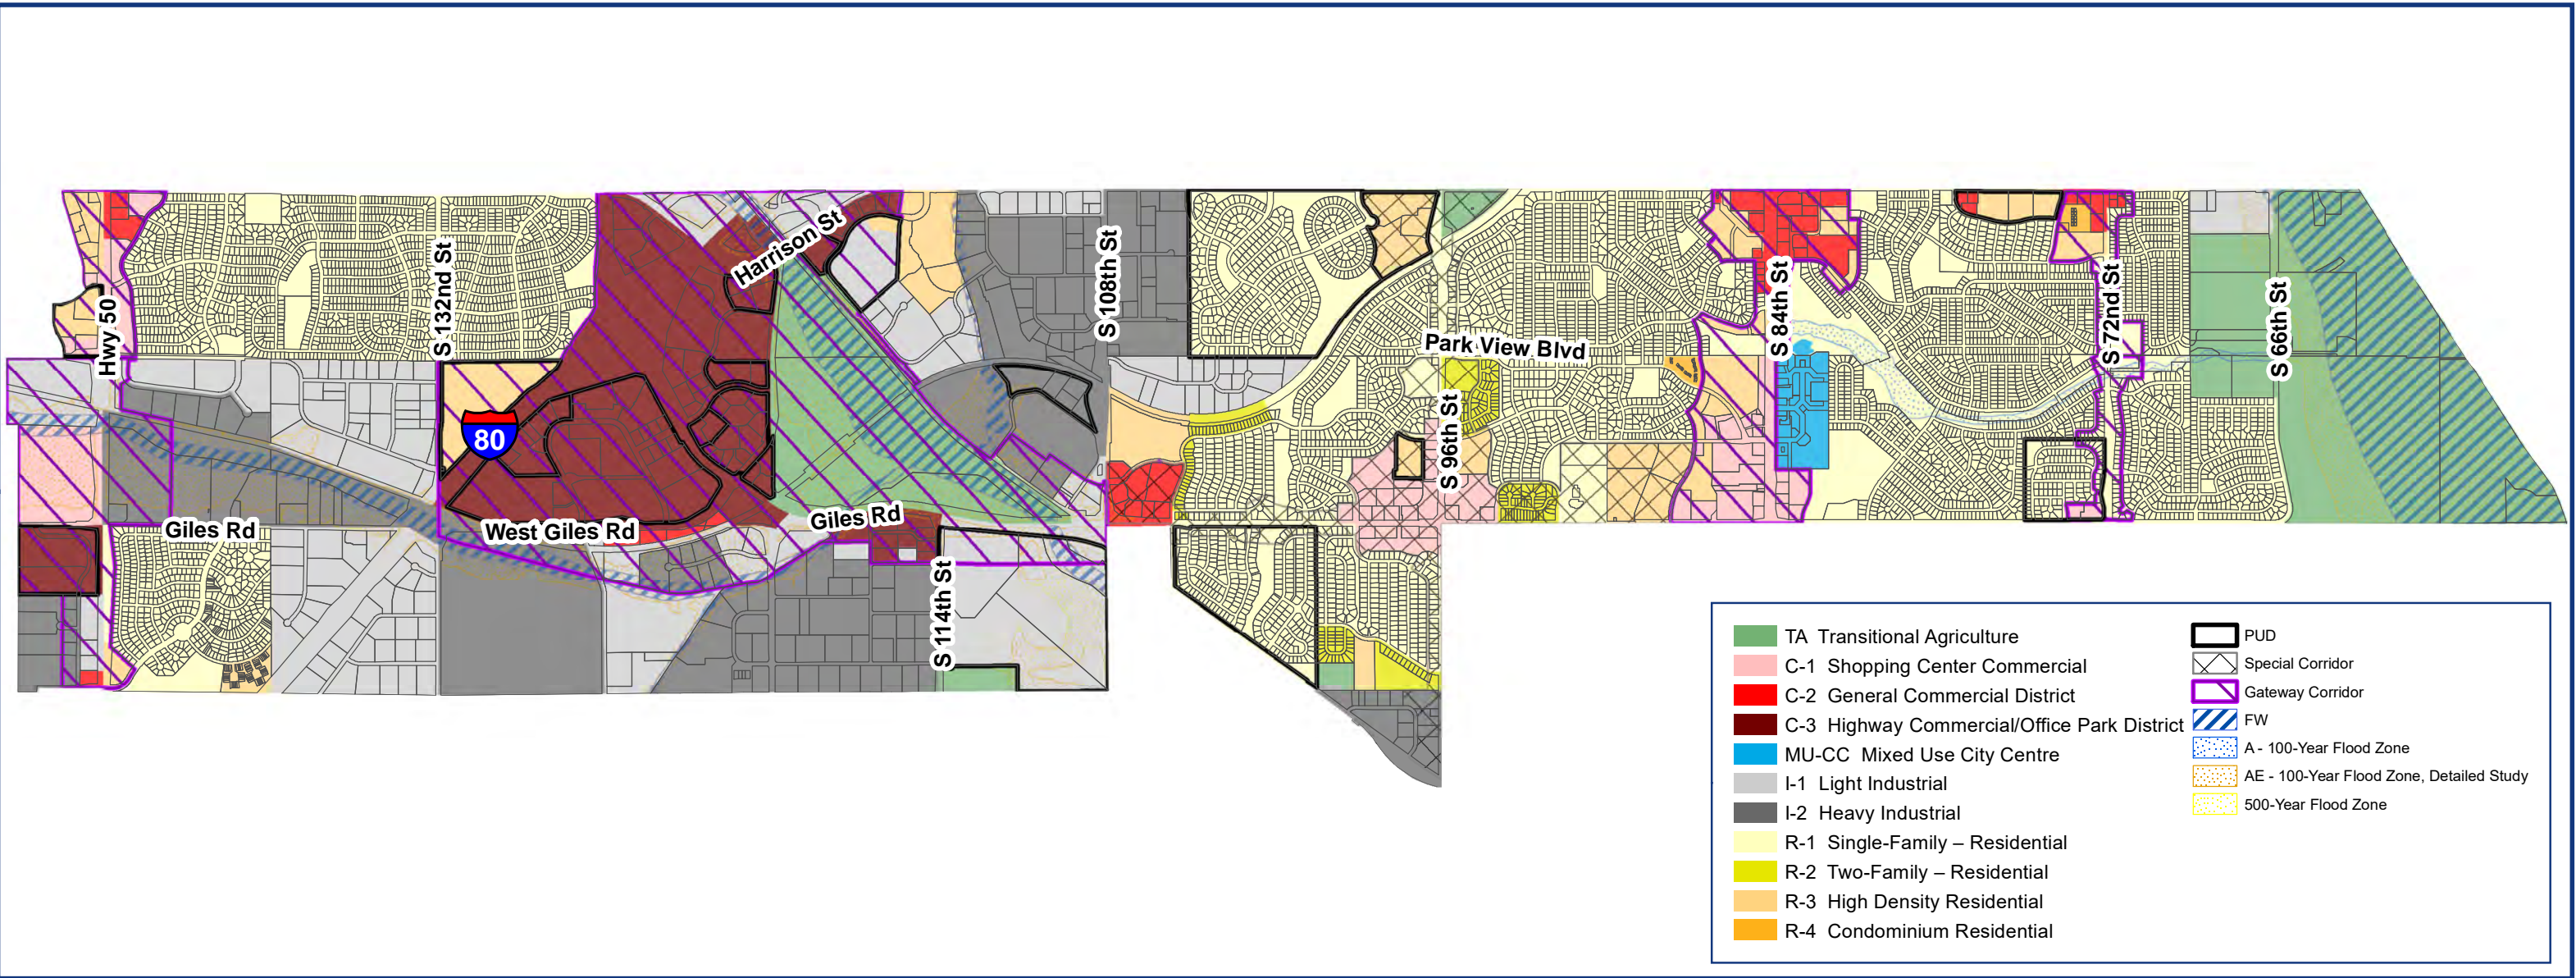 Harrison St
S 132nd St
S 108th St
Hwy 50
S 84th St
S 72nd St
S 66th St
Park View Blvd
80
S 96th St
Giles Rd
West Giles Rd
Giles Rd
S 114th St
TA Transitional Agriculture
C-1 Shopping Center Commercial
C-2 General Commercial District
C-3 Highway Commercial/Office Park District
MU-CC Mixed Use City Centre
I-1 Light Industrial
I-2 Heavy Industrial
R-1 Single-Family – Residential
R-2 Two-Family – Residential
R-3 High Density Residential
R-4 Condominium Residential
PUD
Special Corridor
Gateway Corridor
FW
A - 100-Year Flood Zone
AE - 100-Year Flood Zone, Detailed Study
500-Year Flood Zone